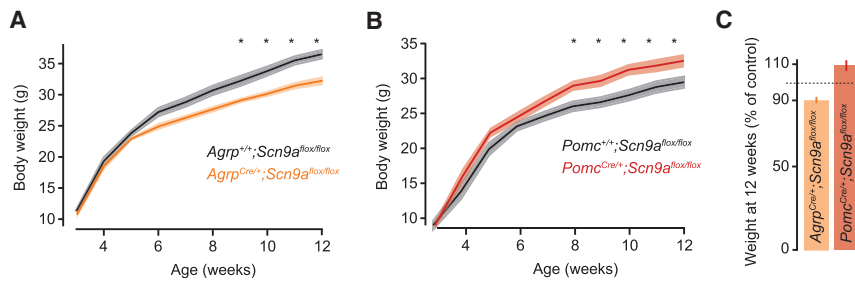 A
Body weight (g)
35
30
25
20
15
10
* * * *
Agrp+/+;Scn9aflox/flox
AgrpCre/+;Scn9aflox/flox
4 6 8 10 12
Age (weeks)
B
Body weight (g)
35
30
25
20
15
10
* * * * *
Pomc+/+;Scn9aflox/flox
PomcCre/+;Scn9aflox/flox
4 6 8 10 12
Age (weeks)
C
Weight at 12 weeks (% of control)
110
90
50
0
AgrpCre/+;Scn9aflox/flox
PomcCre/+;Scn9aflox/flox